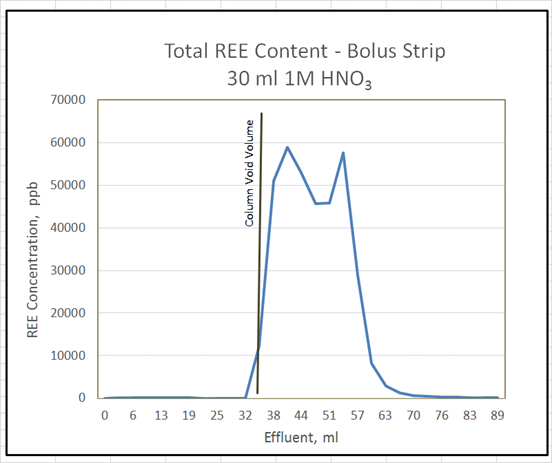 Total REE Content - Bolus Strip
30 ml 1M HNO₃
70000
60000
50000
40000
30000
20000
10000
0
REE Concentration, ppb
Column Void Volume
0 6 13 19 25 32 38 44 51 57 63 70 76 83 89
Effluent, ml